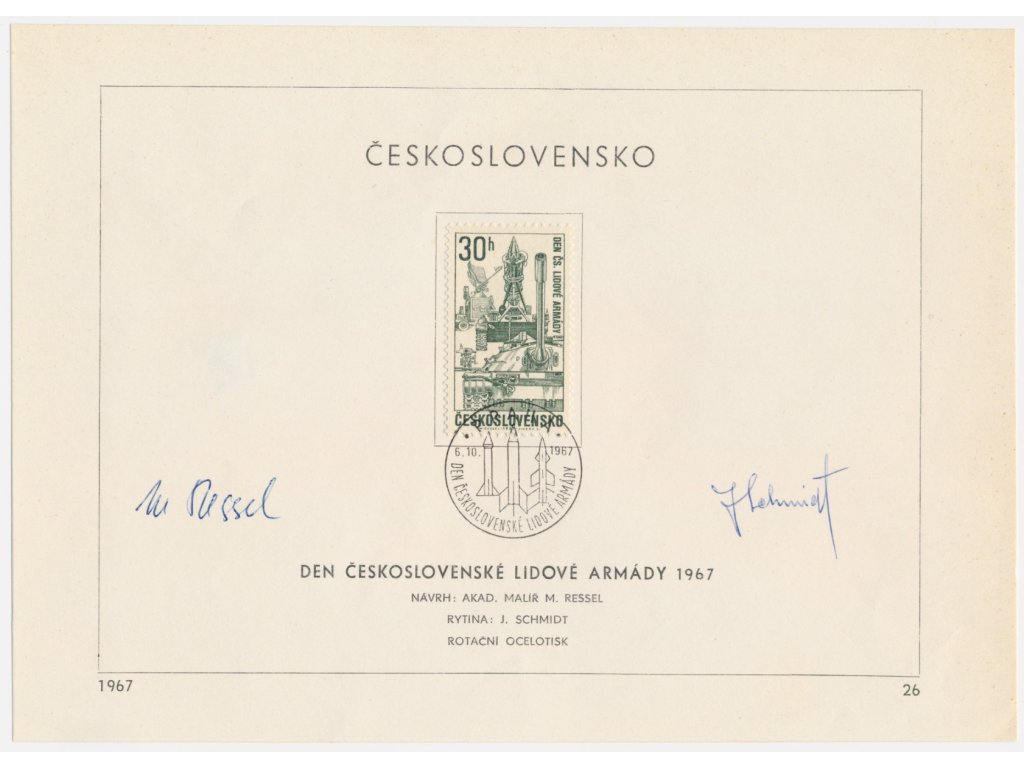 ČESKOSLOVENSKO
30h
DEN ČS. LIDOVÉ ARMÁDY
ČESKOSLOVENSKO
PRAHA
6.10. 1967
DEN ČESKOSLOVENSKÉ LIDOVÉ ARMÁDY
M Ressel
J Schmidt
DEN ČESKOSLOVENSKÉ LIDOVÉ ARMÁDY 1967
NÁVRH: AKAD. MALÍŘ M. RESSEL
RYTINA: J. SCHMIDT
ROTAČNÍ OCELOTISK
1967 26